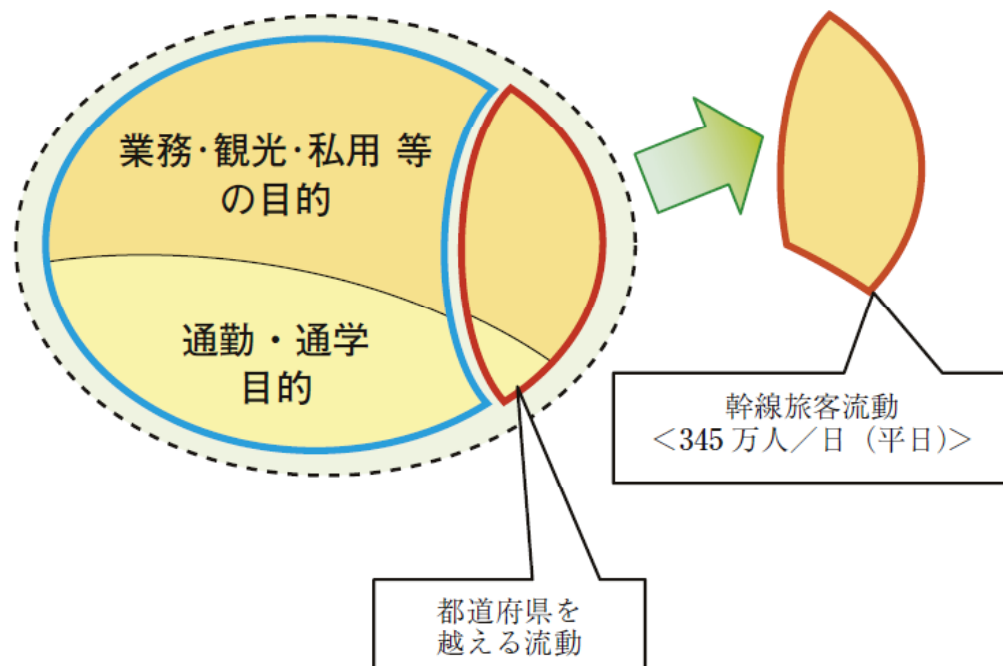 業務・観光・私用 等
の目的
通勤・通学
目的
幹線旅客流動
＜345 万人／日（平日）＞
都道府県を
越える流動